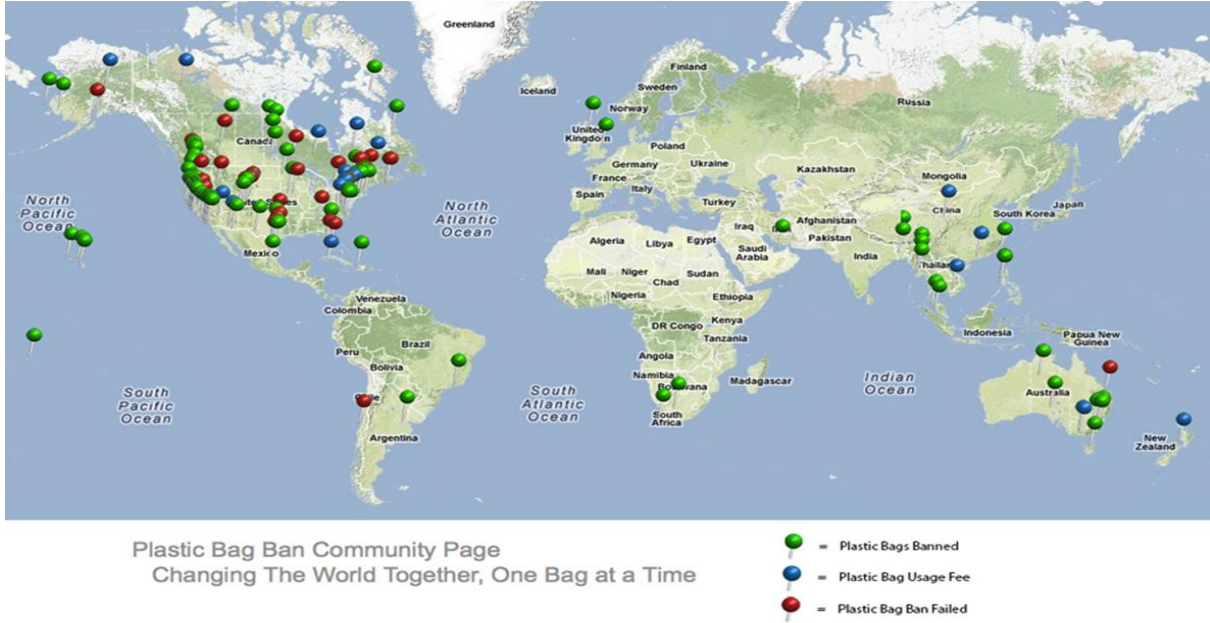 Greenland
Iceland
Finland
Sweden
Norway
Russia
United
Kingdom
Canada
Poland
Germany
Ukraine
Kazakhstan
France
Mongolia
Italy
Spain
Turkey
China
Japan
South Korea
North
Pacific
Ocean
North
Atlantic
Ocean
Afghanistan
Iraq
Pakistan
Algeria
Libya
Egypt
Saudi
Arabia
India
Mexico
Mali
Niger
Chad
Sudan
Nigeria
Ethiopia
Venezuela
Colombia
DR Congo
Kenya
Tanzania
Indonesia
Papua New
Guinea
Peru
Brazil
Bolivia
Angola
Namibia
Madagascar
Indian
Ocean
South
Pacific
Ocean
South
Atlantic
Ocean
Australia
South
Africa
Argentina
New
Zealand
Plastic Bag Ban Community Page
Changing The World Together, One Bag at a Time
= Plastic Bags Banned
= Plastic Bag Usage Fee
= Plastic Bag Ban Failed